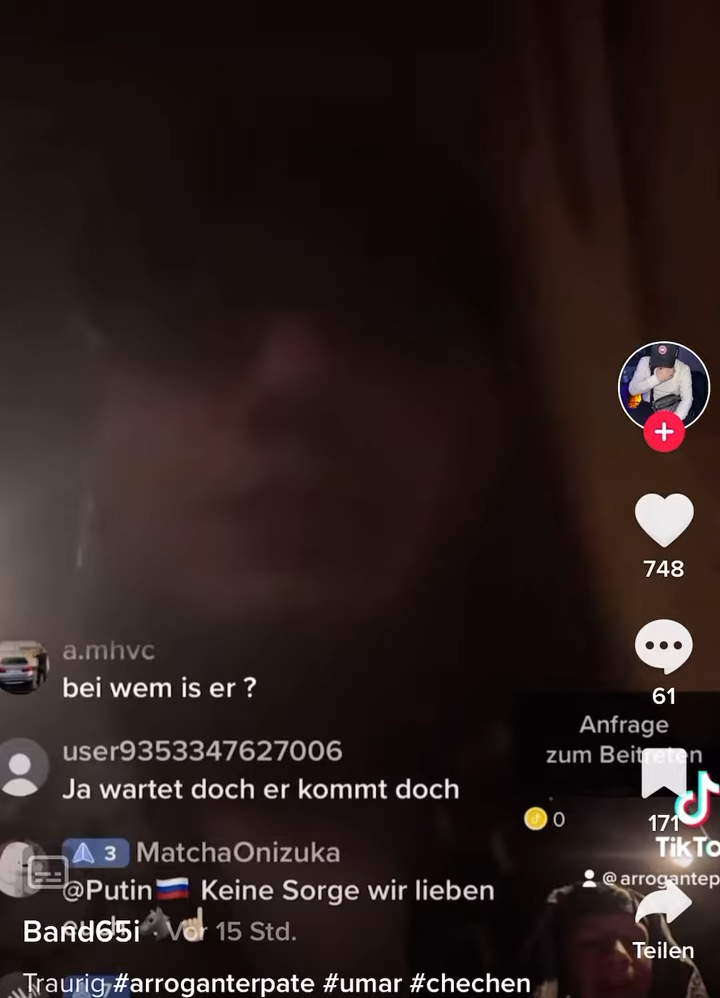 748
a.mhvc
bei wem is er ?
61
Anfrage
zum Beitreten
user9353347627006
Ja wartet doch er kommt doch
0
171
TikTo
3 MatchaOnizuka
@arrogantep
@Putin🇷🇺 Keine Sorge wir lieben
Band65i · Vor 15 Std.
Teilen
Traurig #arroganterpate #umar #chechen